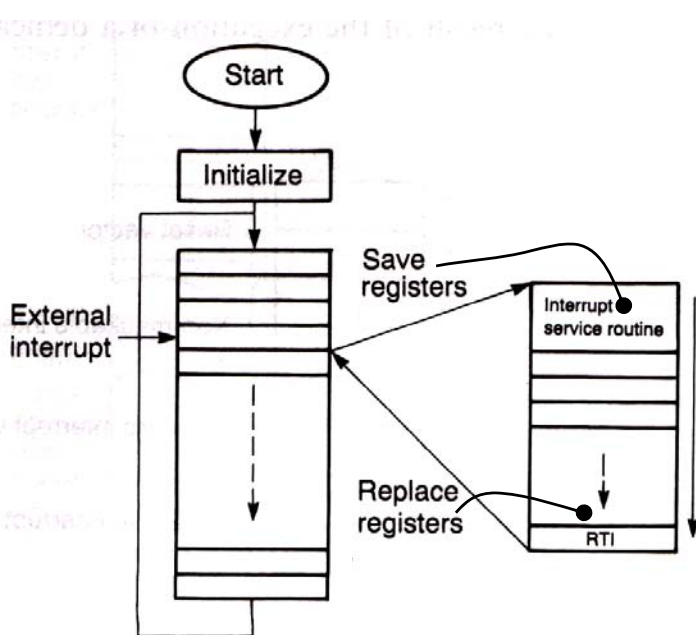 Start
Initialize
External
interrupt
Save
registers
Interrupt
service routine
Replace
registers
RTI